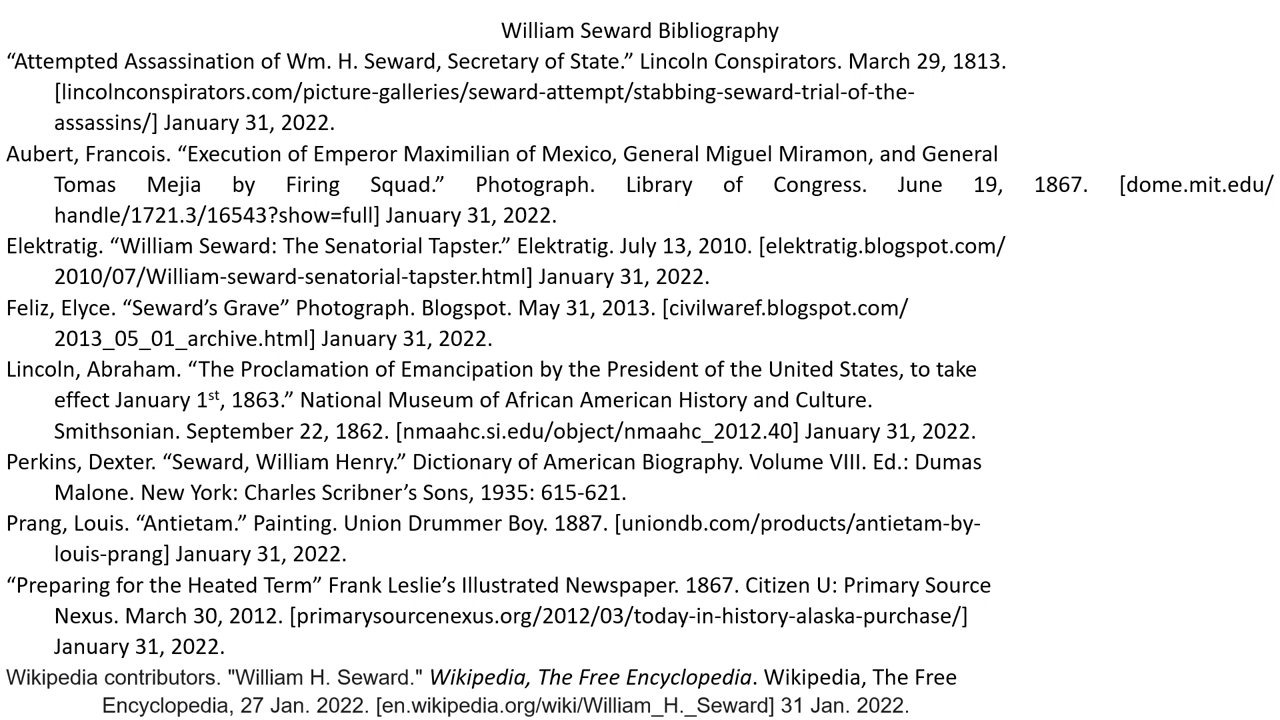 William Seward Bibliography
“Attempted Assassination of Wm. H. Seward, Secretary of State.” Lincoln Conspirators. March 29, 1813.
[lincolnconspirators.com/picture-galleries/seward-attempt/stabbing-seward-trial-of-the-
assassins/] January 31, 2022.
Aubert, Francois. “Execution of Emperor Maximilian of Mexico, General Miguel Miramon, and General
Tomas Mejia by Firing Squad.” Photograph. Library of Congress. June 19, 1867. [dome.mit.edu/
handle/1721.3/16543?show=full] January 31, 2022.
Elektratig. “William Seward: The Senatorial Tapster.” Elektratig. July 13, 2010. [elektratig.blogspot.com/
2010/07/William-seward-senatorial-tapster.html] January 31, 2022.
Feliz, Elyce. “Seward’s Grave” Photograph. Blogspot. May 31, 2013. [civilwaref.blogspot.com/
2013_05_01_archive.html] January 31, 2022.
Lincoln, Abraham. “The Proclamation of Emancipation by the President of the United States, to take
effect January 1st, 1863.” National Museum of African American History and Culture.
Smithsonian. September 22, 1862. [nmaahc.si.edu/object/nmaahc_2012.40] January 31, 2022.
Perkins, Dexter. “Seward, William Henry.” Dictionary of American Biography. Volume VIII. Ed.: Dumas
Malone. New York: Charles Scribner’s Sons, 1935: 615-621.
Prang, Louis. “Antietam.” Painting. Union Drummer Boy. 1887. [uniondb.com/products/antietam-by-
louis-prang] January 31, 2022.
“Preparing for the Heated Term” Frank Leslie’s Illustrated Newspaper. 1867. Citizen U: Primary Source
Nexus. March 30, 2012. [primarysourcenexus.org/2012/03/today-in-history-alaska-purchase/]
January 31, 2022.
Wikipedia contributors. "William H. Seward." Wikipedia, The Free Encyclopedia. Wikipedia, The Free
Encyclopedia, 27 Jan. 2022. [en.wikipedia.org/wiki/William_H._Seward] 31 Jan. 2022.